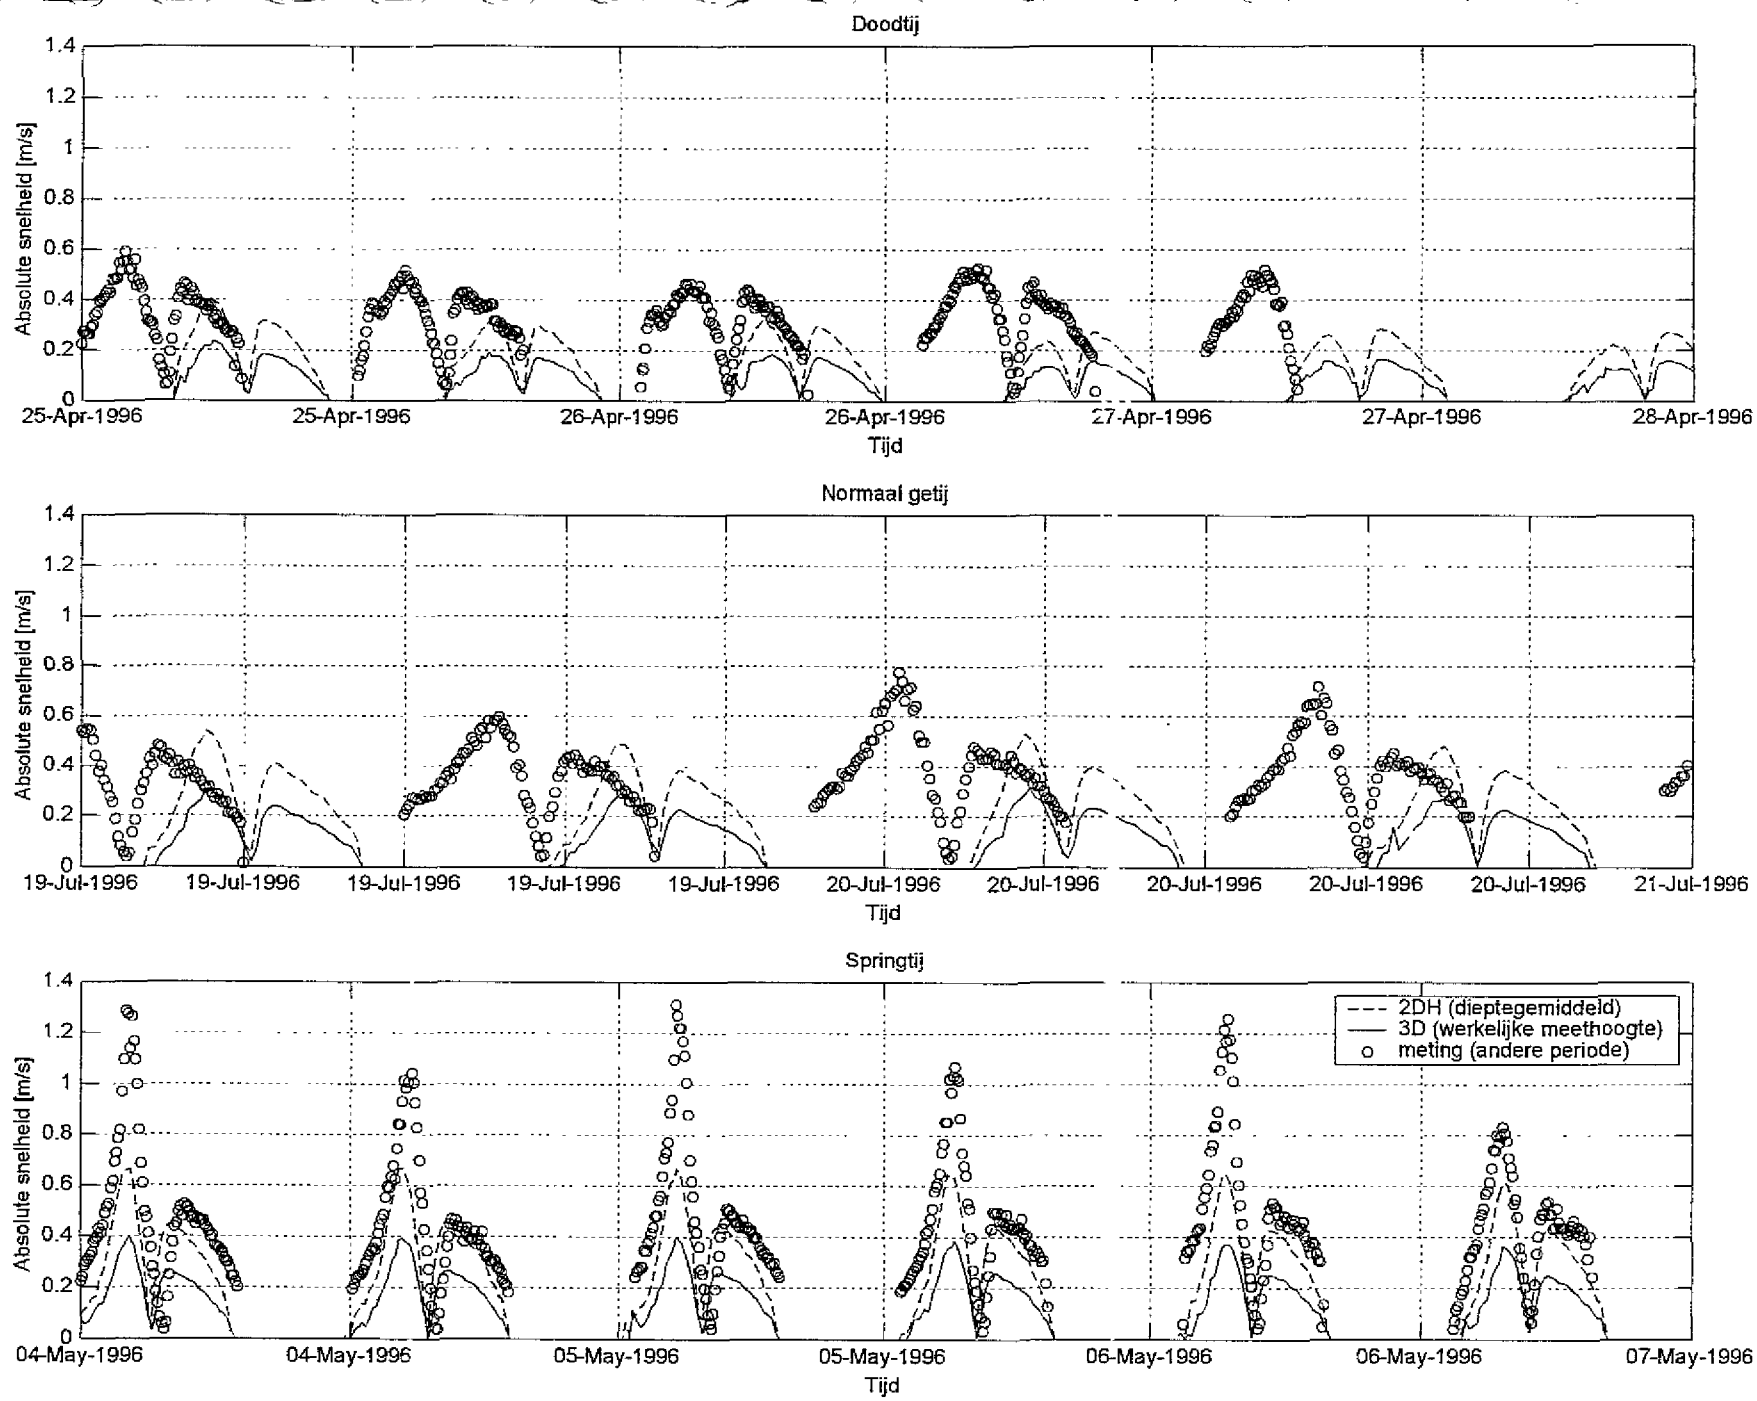 Doodtij
1.4
1.2
1
0.8
0.6
0.4
0.2
0
Absolute snelheid [m/s]
25-Apr-1996 25-Apr-1996 26-Apr-1996 26-Apr-1996 27-Apr-1996 27-Apr-1996 28-Apr-1996
Tijd
Normaal getij
1.4
1.2
1
0.8
0.6
0.4
0.2
0
Absolute snelheid [m/s]
19-Jul-1996 19-Jul-1996 19-Jul-1996 19-Jul-1996 19-Jul-1996 20-Jul-1996 20-Jul-1996 20-Jul-1996 20-Jul-1996 20-Jul-1996 21-Jul-1996
Tijd
Springtij
1.4
1.2
1
0.8
0.6
0.4
0.2
0
Absolute snelheid [m/s]
2DH (dieptegemiddeld)
3D (werkelijke meethoogte)
meting (andere periode)
04-May-1996 04-May-1996 05-May-1996 05-May-1996 06-May-1996 06-May-1996 07-May-1996
Tijd